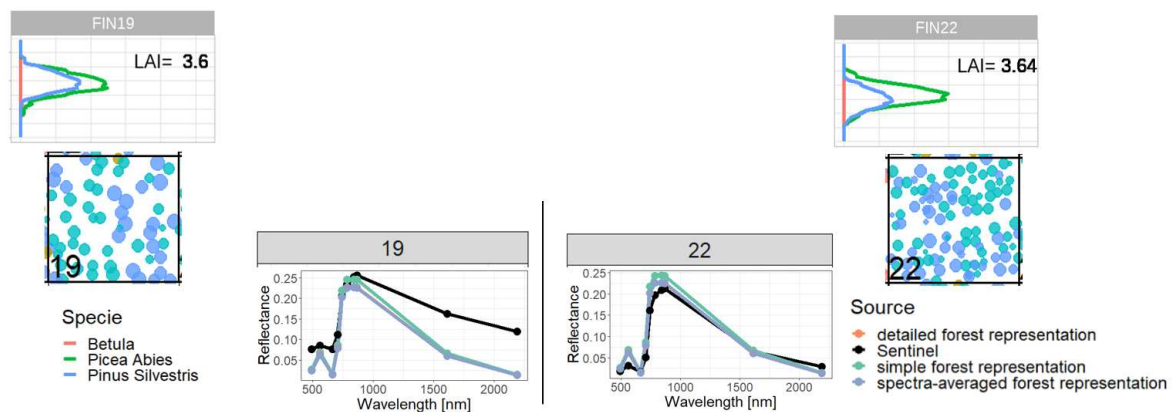 FIN19
LAI= 3.6
19
Specie
Betula
Picea Abies
Pinus Silvestris
19
Reflectance
0.25
0.20
0.15
0.10
0.05
500
1000
1500
2000
Wavelength [nm]
22
Reflectance
0.25
0.20
0.15
0.10
0.05
500
1000
1500
2000
Wavelength [nm]
FIN22
LAI= 3.64
22
Source
detailed forest representation
Sentinel
simple forest representation
spectra-averaged forest representation